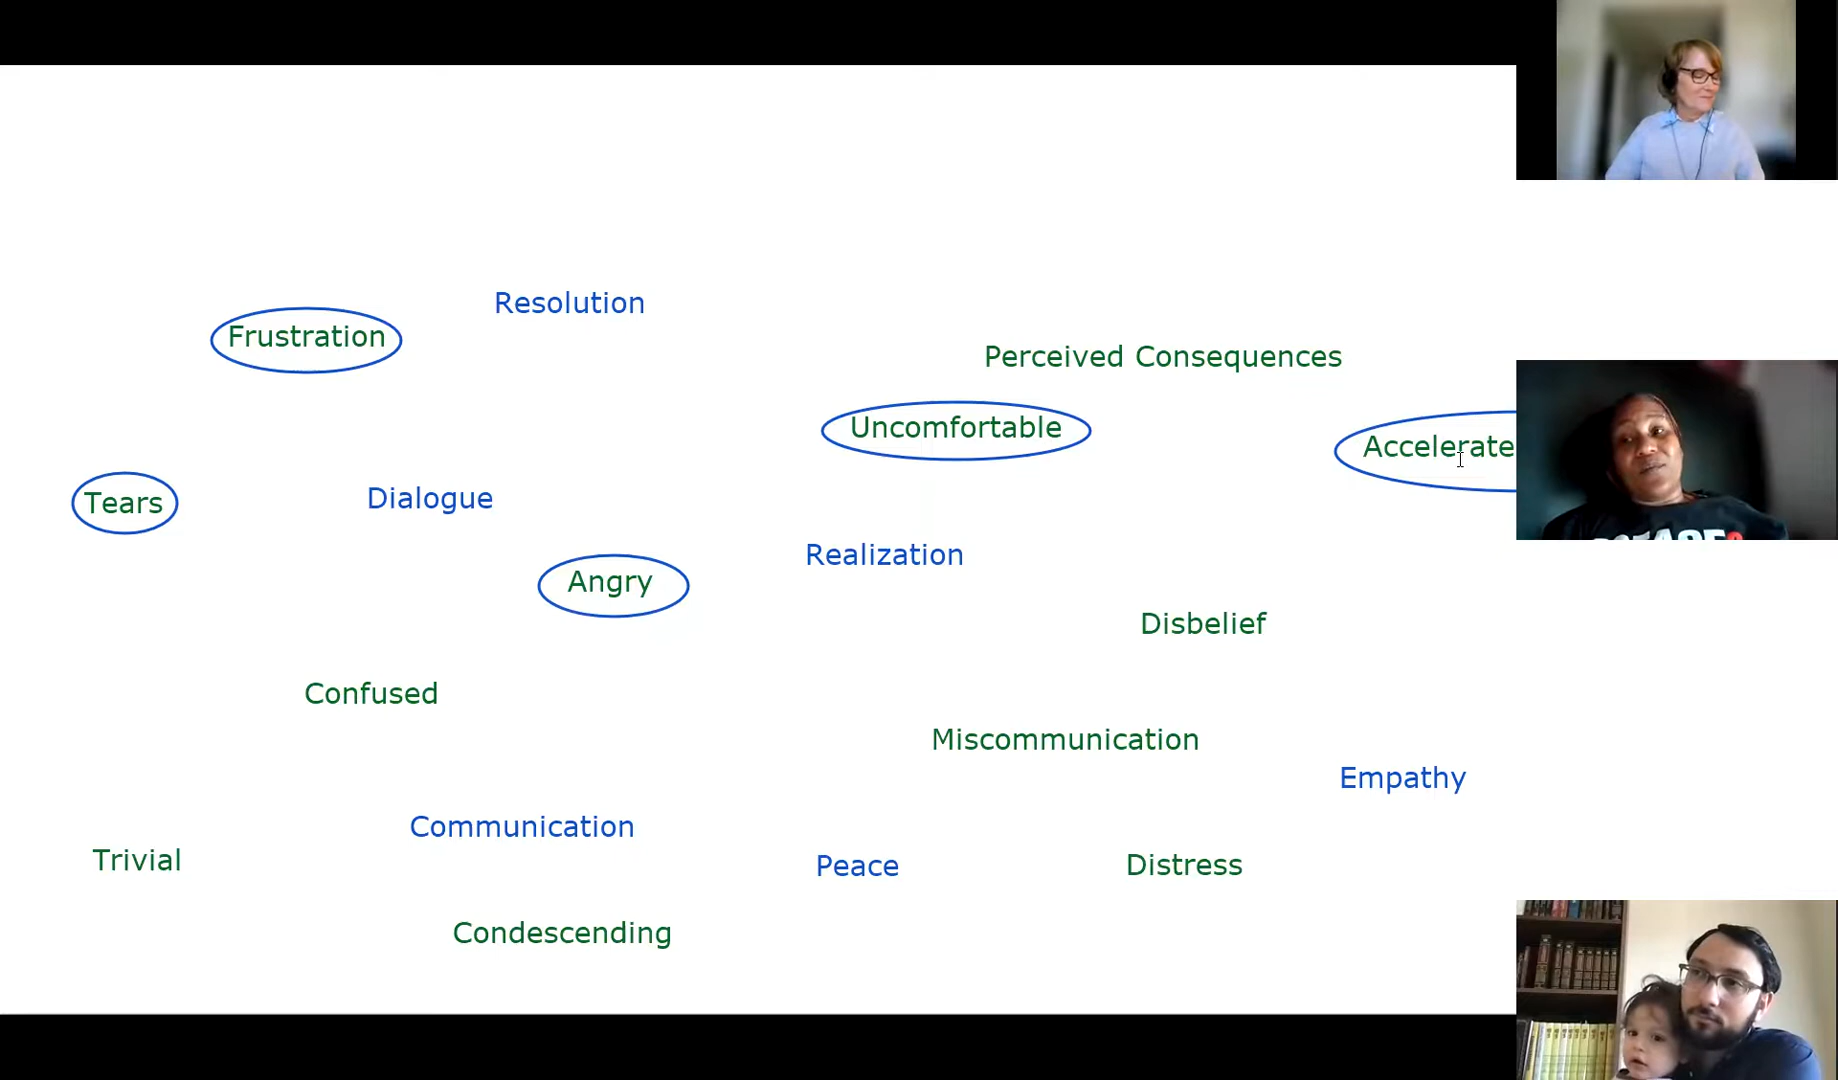 Resolution
Frustration
Perceived Consequences
Uncomfortable
Accelerate
Tears
Dialogue
Realization
Angry
Disbelief
Confused
Miscommunication
Empathy
Communication
Trivial
Peace
Distress
Condescending